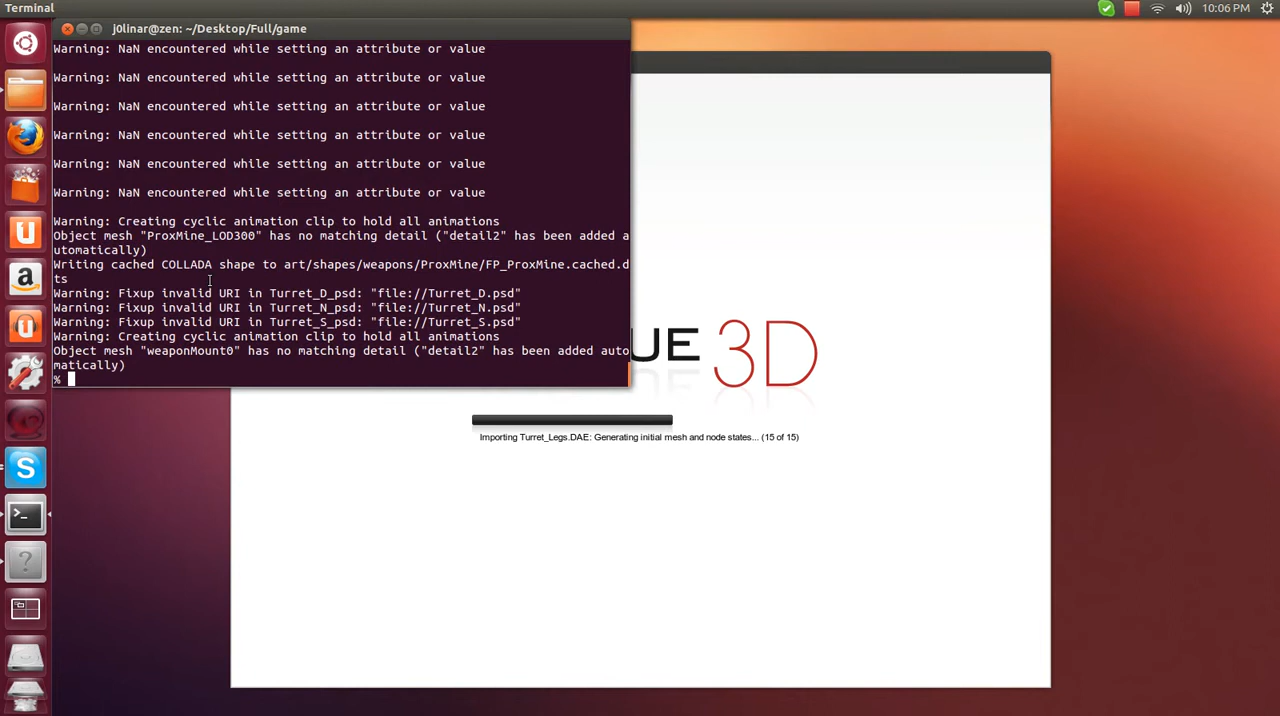 Terminal
10:06 PM
j0linar@zen: ~/Desktop/Full/game
Warning: NaN encountered while setting an attribute or value
Warning: NaN encountered while setting an attribute or value
Warning: NaN encountered while setting an attribute or value
Warning: NaN encountered while setting an attribute or value
Warning: NaN encountered while setting an attribute or value
Warning: NaN encountered while setting an attribute or value
Warning: Creating cyclic animation clip to hold all animations
Object mesh "ProxMine_LOD300" has no matching detail ("detail2" has been added a
utomatically)
Writing cached COLLADA shape to art/shapes/weapons/ProxMine/FP_ProxMine.cached.d
ts
Warning: Fixup invalid URI in Turret_D_psd: "file://Turret_D.psd"
Warning: Fixup invalid URI in Turret_N_psd: "file://Turret_N.psd"
Warning: Fixup invalid URI in Turret_S_psd: "file://Turret_S.psd"
Warning: Creating cyclic animation clip to hold all animations
Object mesh "weaponMount0" has no matching detail ("detail2" has been added auto
matically)
%
UE 3D
Importing Turret_Legs.DAE: Generating initial mesh and node states... (15 of 15)